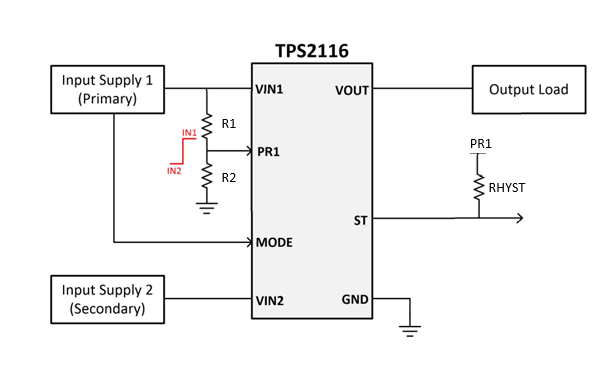 TPS2116
Input Supply 1
(Primary)
VIN1
VOUT
Output Load
R1
IN1
IN2
PR1
R2
PR1
RHYST
ST
MODE
Input Supply 2
(Secondary)
VIN2
GND